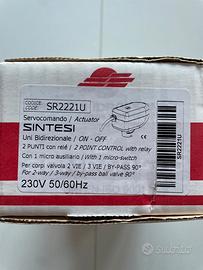 CODICE:
CODE:
SR2221U
Servocomando / Actuator
SINTESI
Uni Bidirezionale / ON - OFF
2 PUNTI con relé / 2 POINT CONTROL with relay
Con 1 micro ausiliario / With 1 micro-switch
Per corpi valvola 2 VIE / 3 VIE / BY-PASS 90°
For 2-way / 3-way / by-pass ball valve 90°
230V 50/60Hz
SR2221U
subito